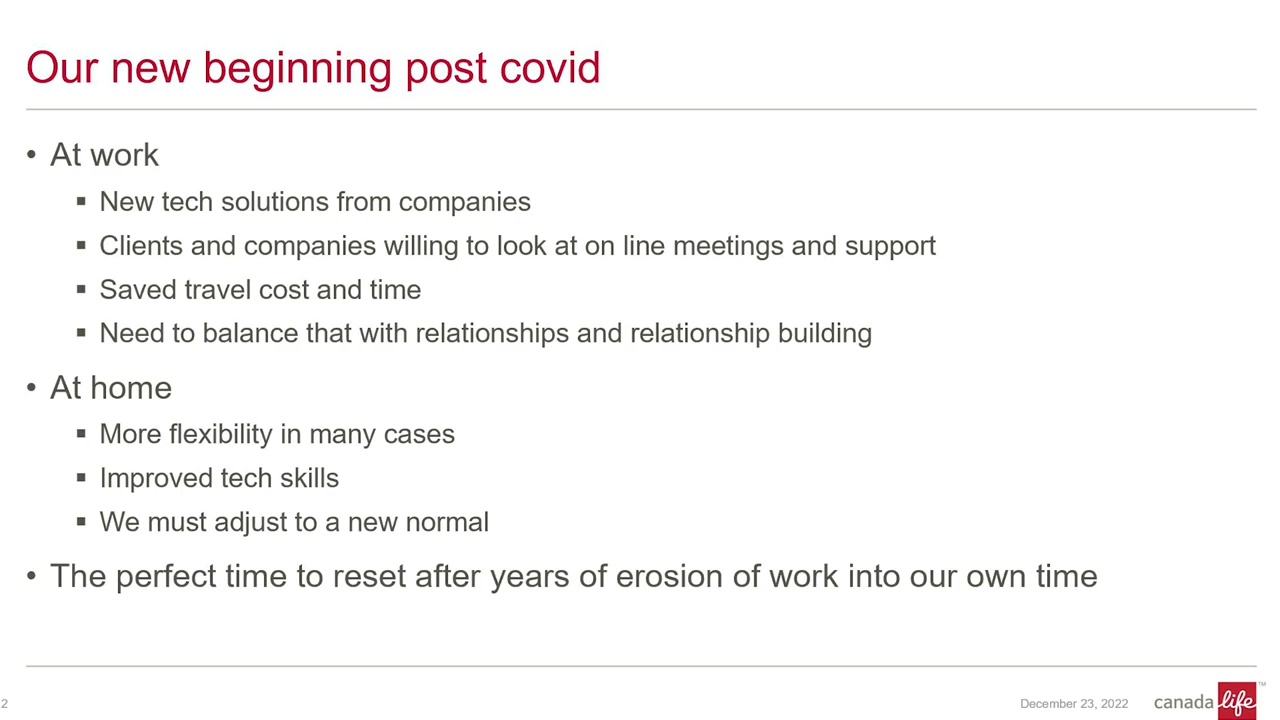 Our new beginning post covid
• At work
▪ New tech solutions from companies
▪ Clients and companies willing to look at on line meetings and support
▪ Saved travel cost and time
▪ Need to balance that with relationships and relationship building
• At home
▪ More flexibility in many cases
▪ Improved tech skills
▪ We must adjust to a new normal
• The perfect time to reset after years of erosion of work into our own time
2
December 23, 2022
canada life™